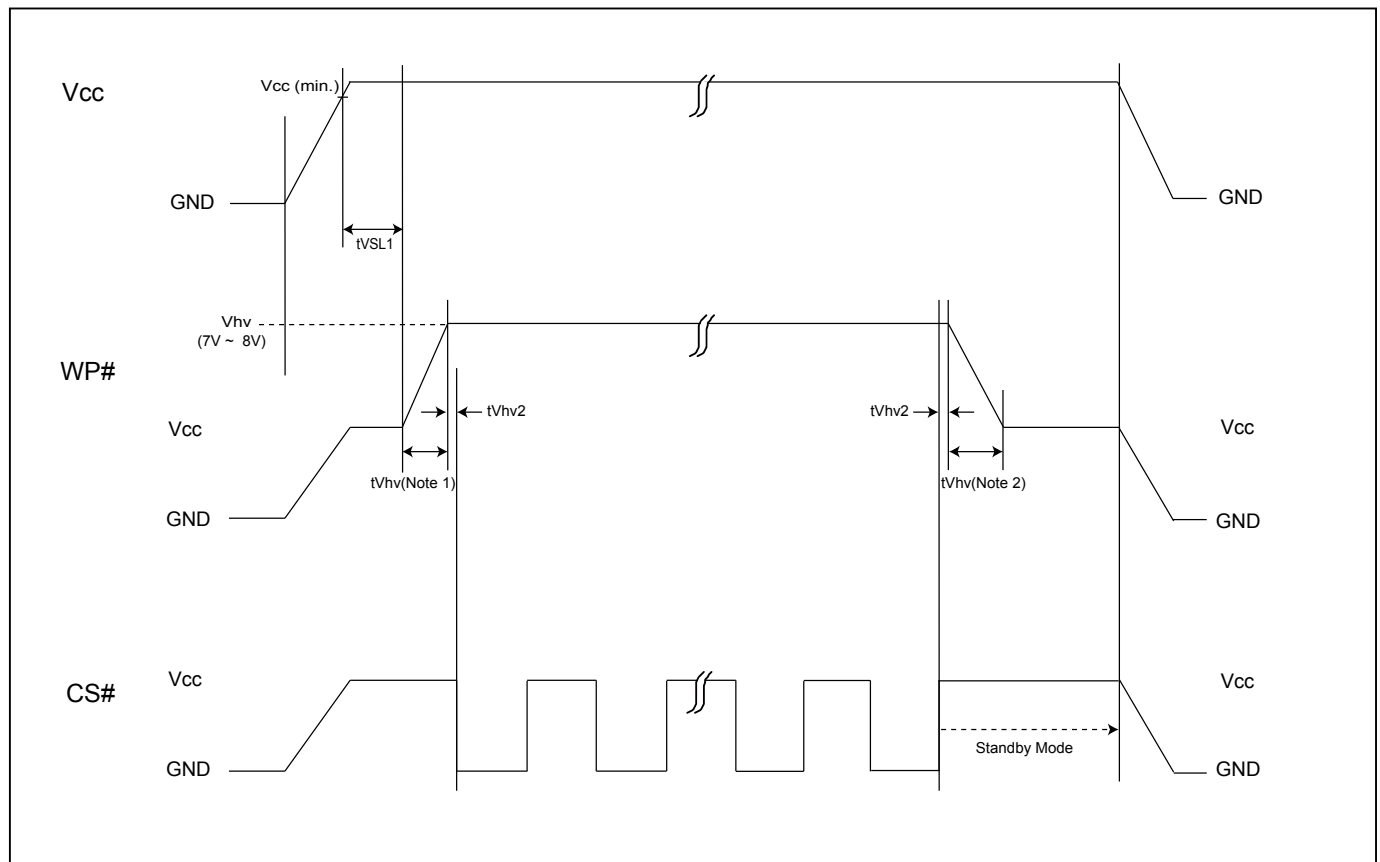 Vcc
Vcc (min.)
GND
GND
tVSL1
Vhv
(7V ~ 8V)
WP#
tVhv2
tVhv2
Vcc
Vcc
tVhv(Note 1)
tVhv(Note 2)
GND
GND
CS#
Vcc
Vcc
Standby Mode
GND
GND